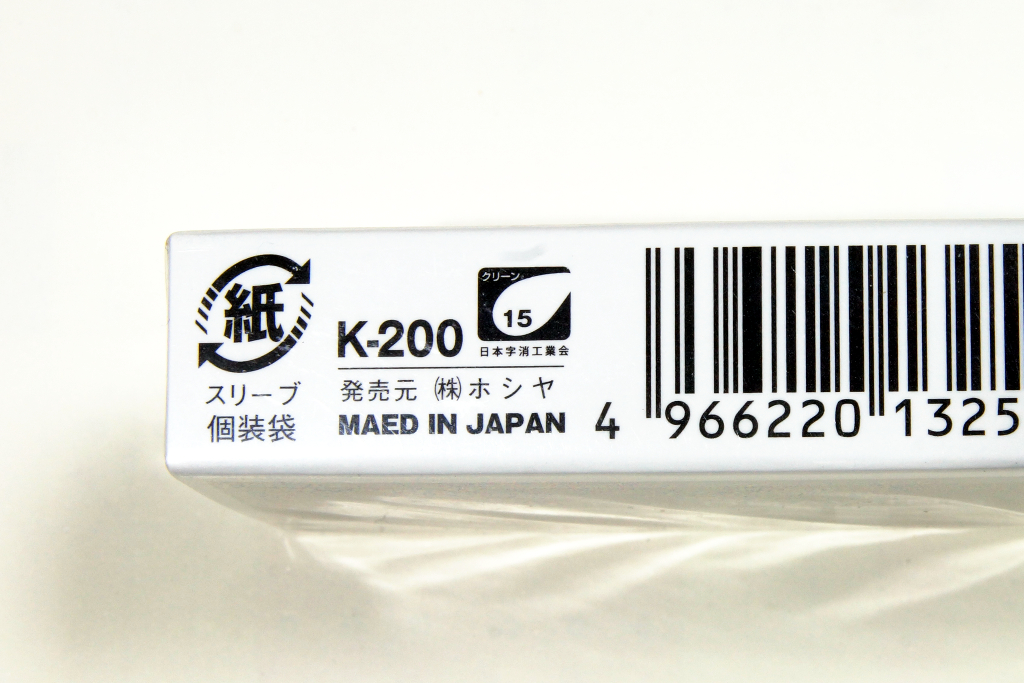 紙
スリーブ
個装袋
K-200
クリーン
15
日本字消工業会
発売元 ㈱ホシヤ
MAED IN JAPAN
4 966220 1325